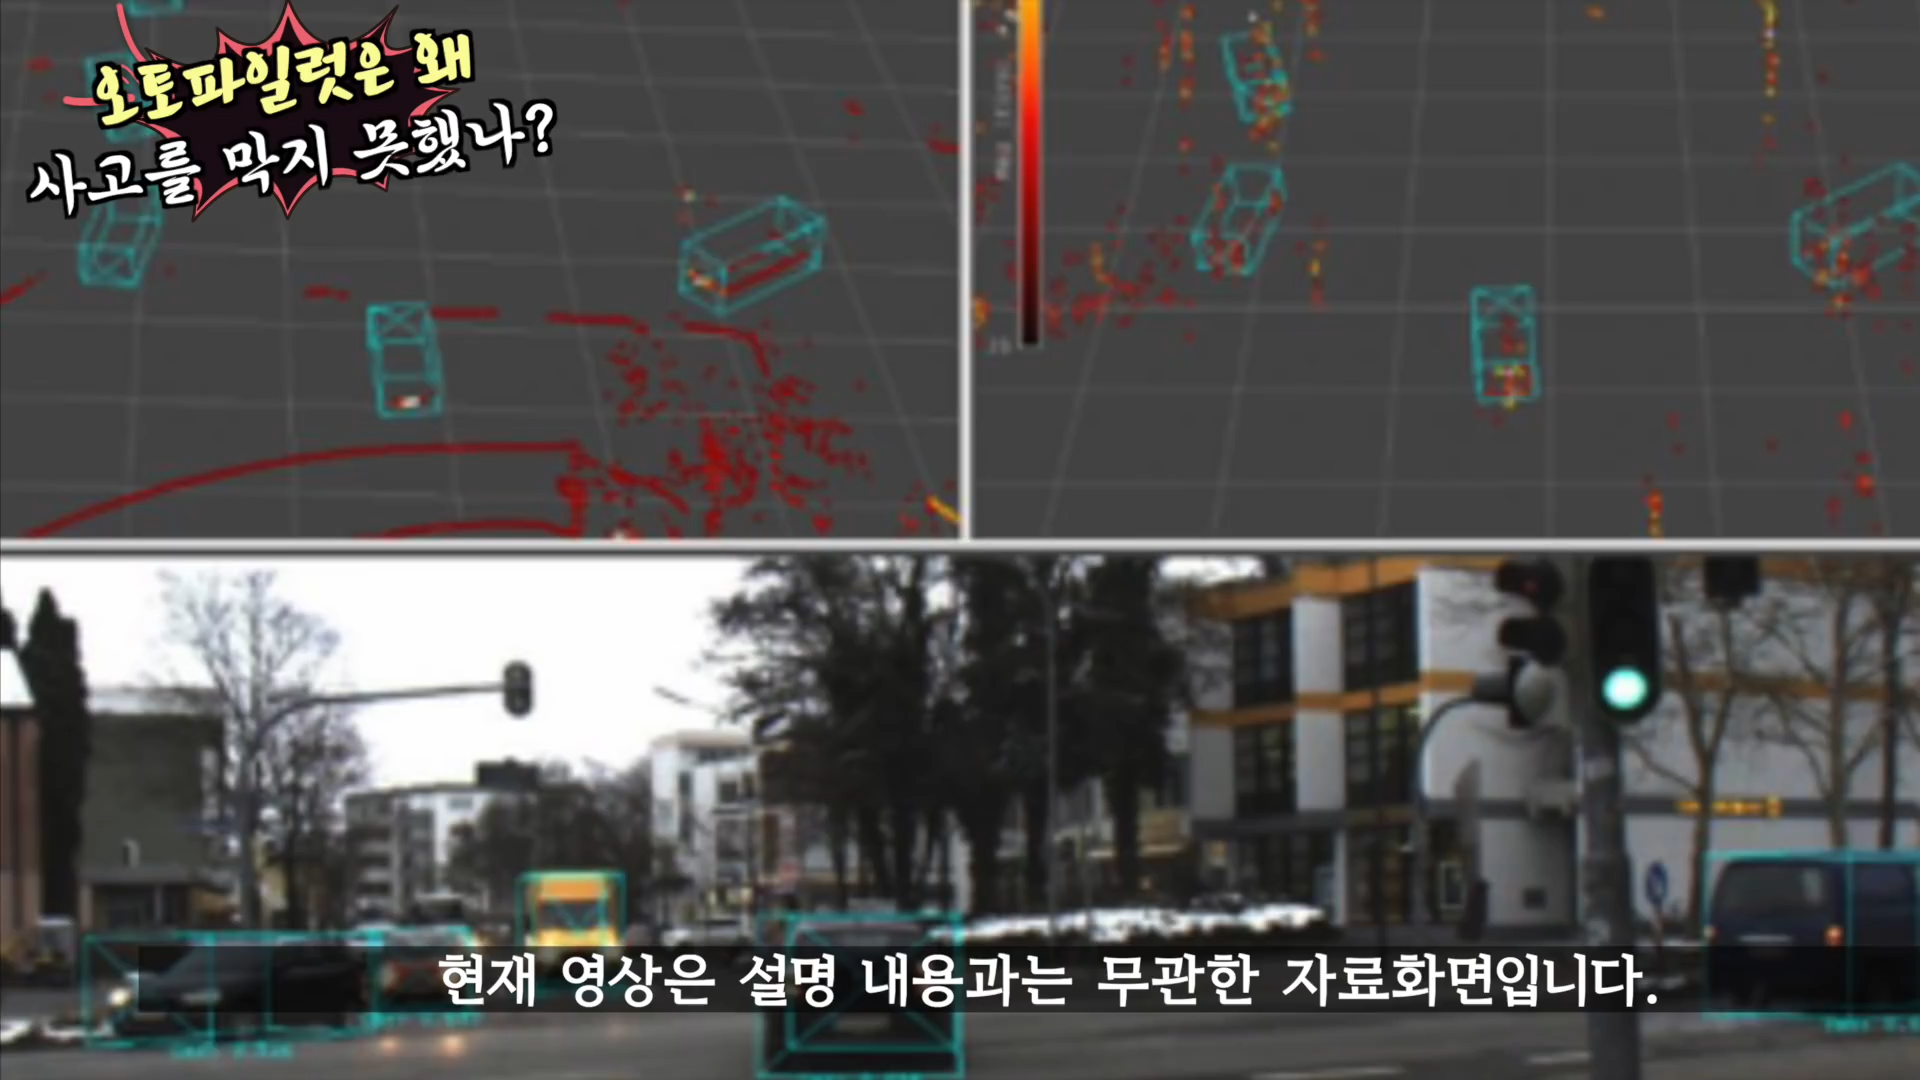 오토파일럿은 왜
사고를 막지 못했나?
현재 영상은 설명 내용과는 무관한 자료화면입니다.